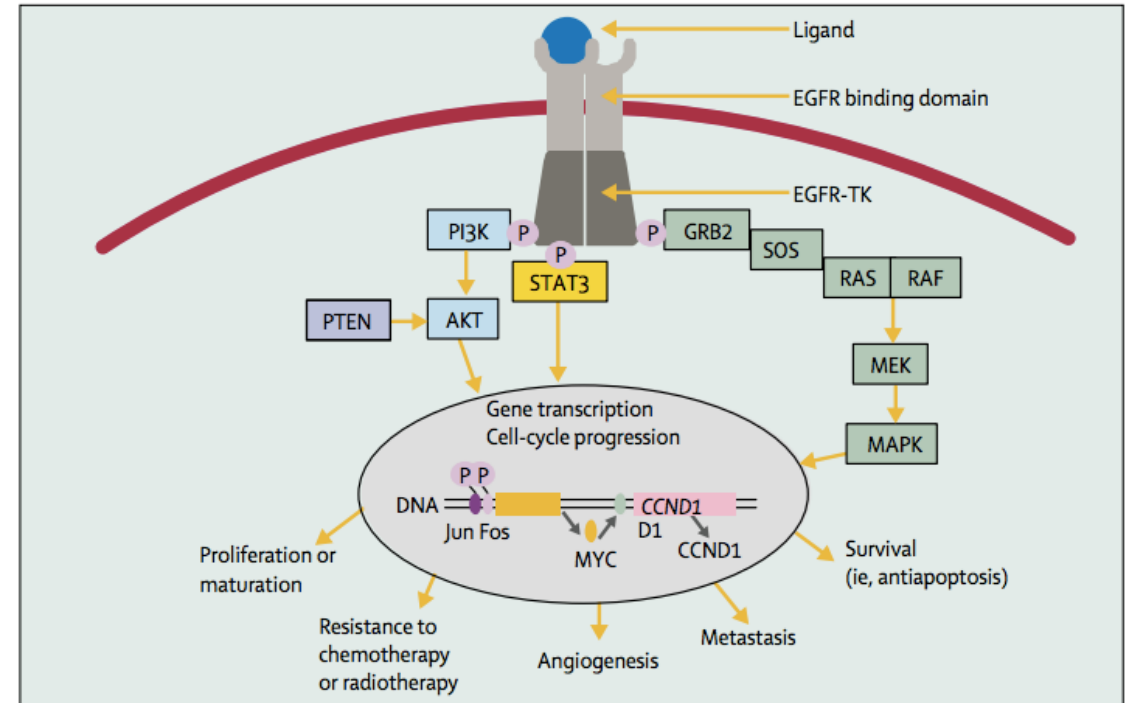 Ligand
EGFR binding domain
EGFR-TK
PI3K
P
P
P
GRB2
SOS
STAT3
RAS
RAF
PTEN
AKT
MEK
MAPK
Gene transcription
Cell-cycle progression
P P
DNA
CCND1
Jun Fos
D1
MYC
CCND1
Proliferation or
maturation
Survival
(ie, antiapoptosis)
Resistance to
chemotherapy
or radiotherapy
Angiogenesis
Metastasis